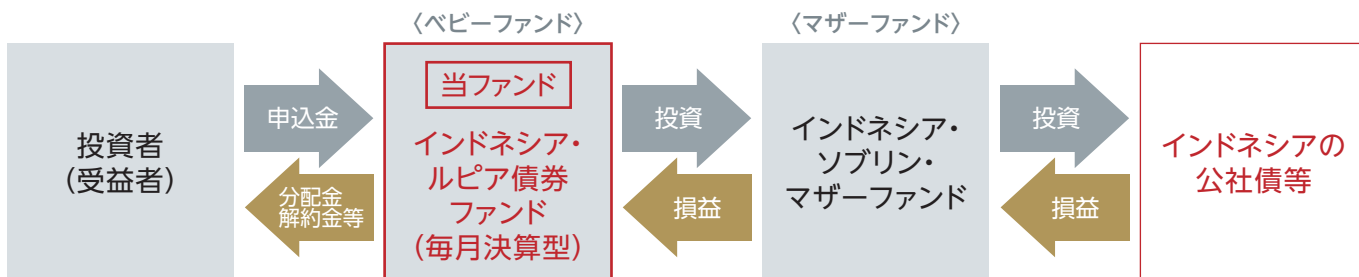 〈ベビーファンド〉
〈マザーファンド〉
投資者
(受益者)
申込金
分配金
解約金等
当ファンド
インドネシア・
ルピア債券
ファンド
(毎月決算型)
投資
損益
インドネシア・
ソブリン・
マザーファンド
投資
損益
インドネシアの
公社債等